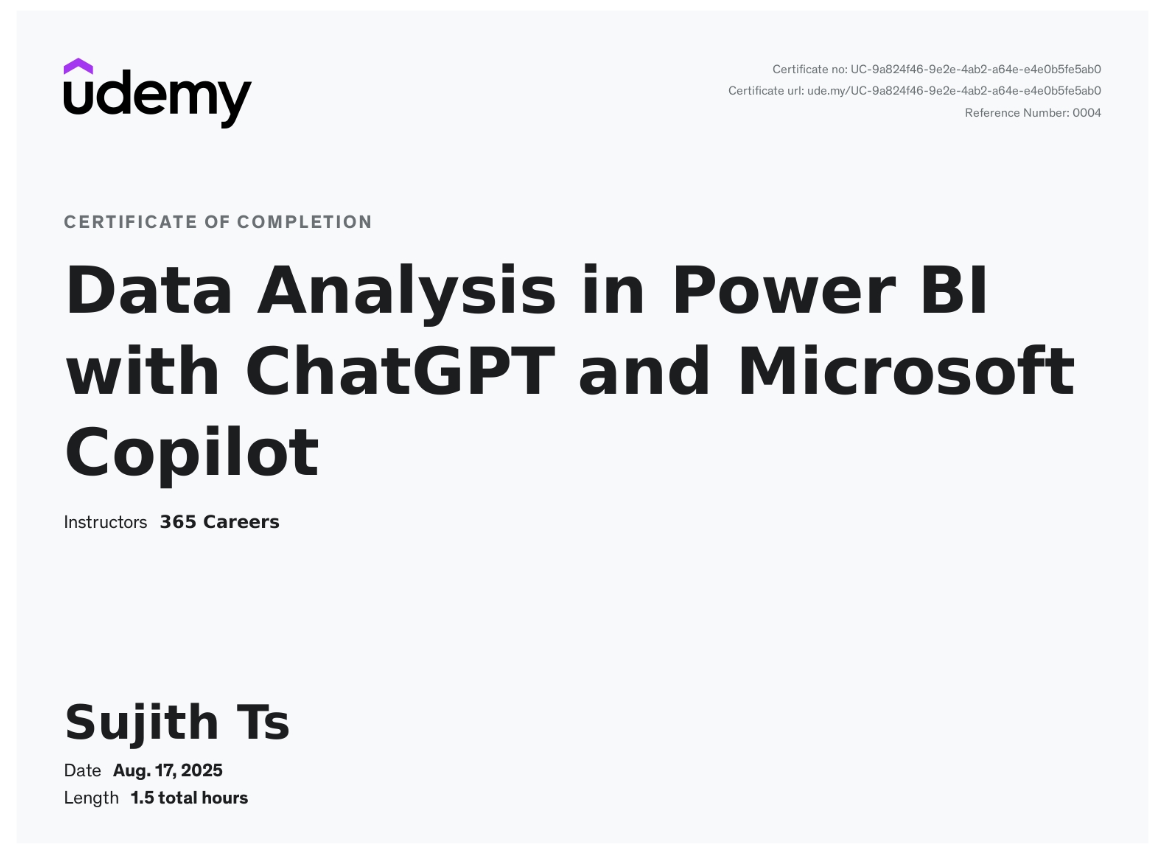 udemy
Certificate no: UC-9a824f46-9e2e-4ab2-a64e-e4e0b5fe5ab0
Certificate url: ude.my/UC-9a824f46-9e2e-4ab2-a64e-e4e0b5fe5ab0
Reference Number: 0004
CERTIFICATE OF COMPLETION
Data Analysis in Power BI
with ChatGPT and Microsoft
Copilot
Instructors 365 Careers
Sujith Ts
Date Aug. 17, 2025
Length 1.5 total hours